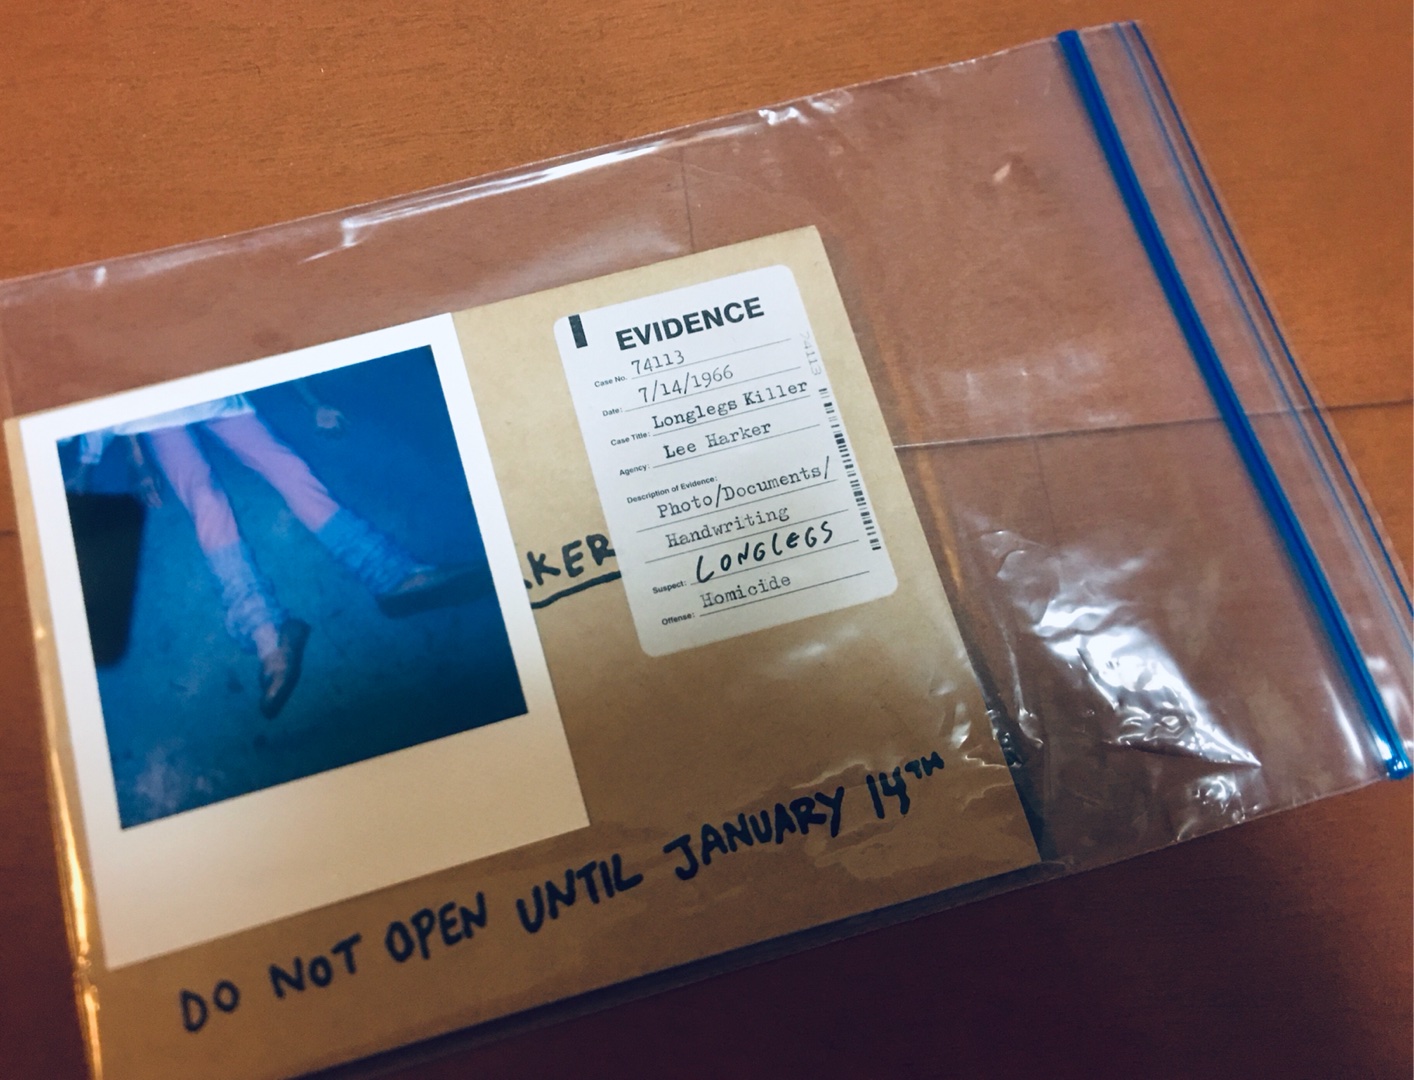 EVIDENCE
Case No. 74113
Date: 7/14/1966
Case Title: Longlegs Killer
Agency: Lee Harker
Description of Evidence:
Photo/Documents/
Handwriting
Suspect: LONGLEGS
Offense: Homicide
74113
KER
DO NOT OPEN UNTIL JANUARY 14TH